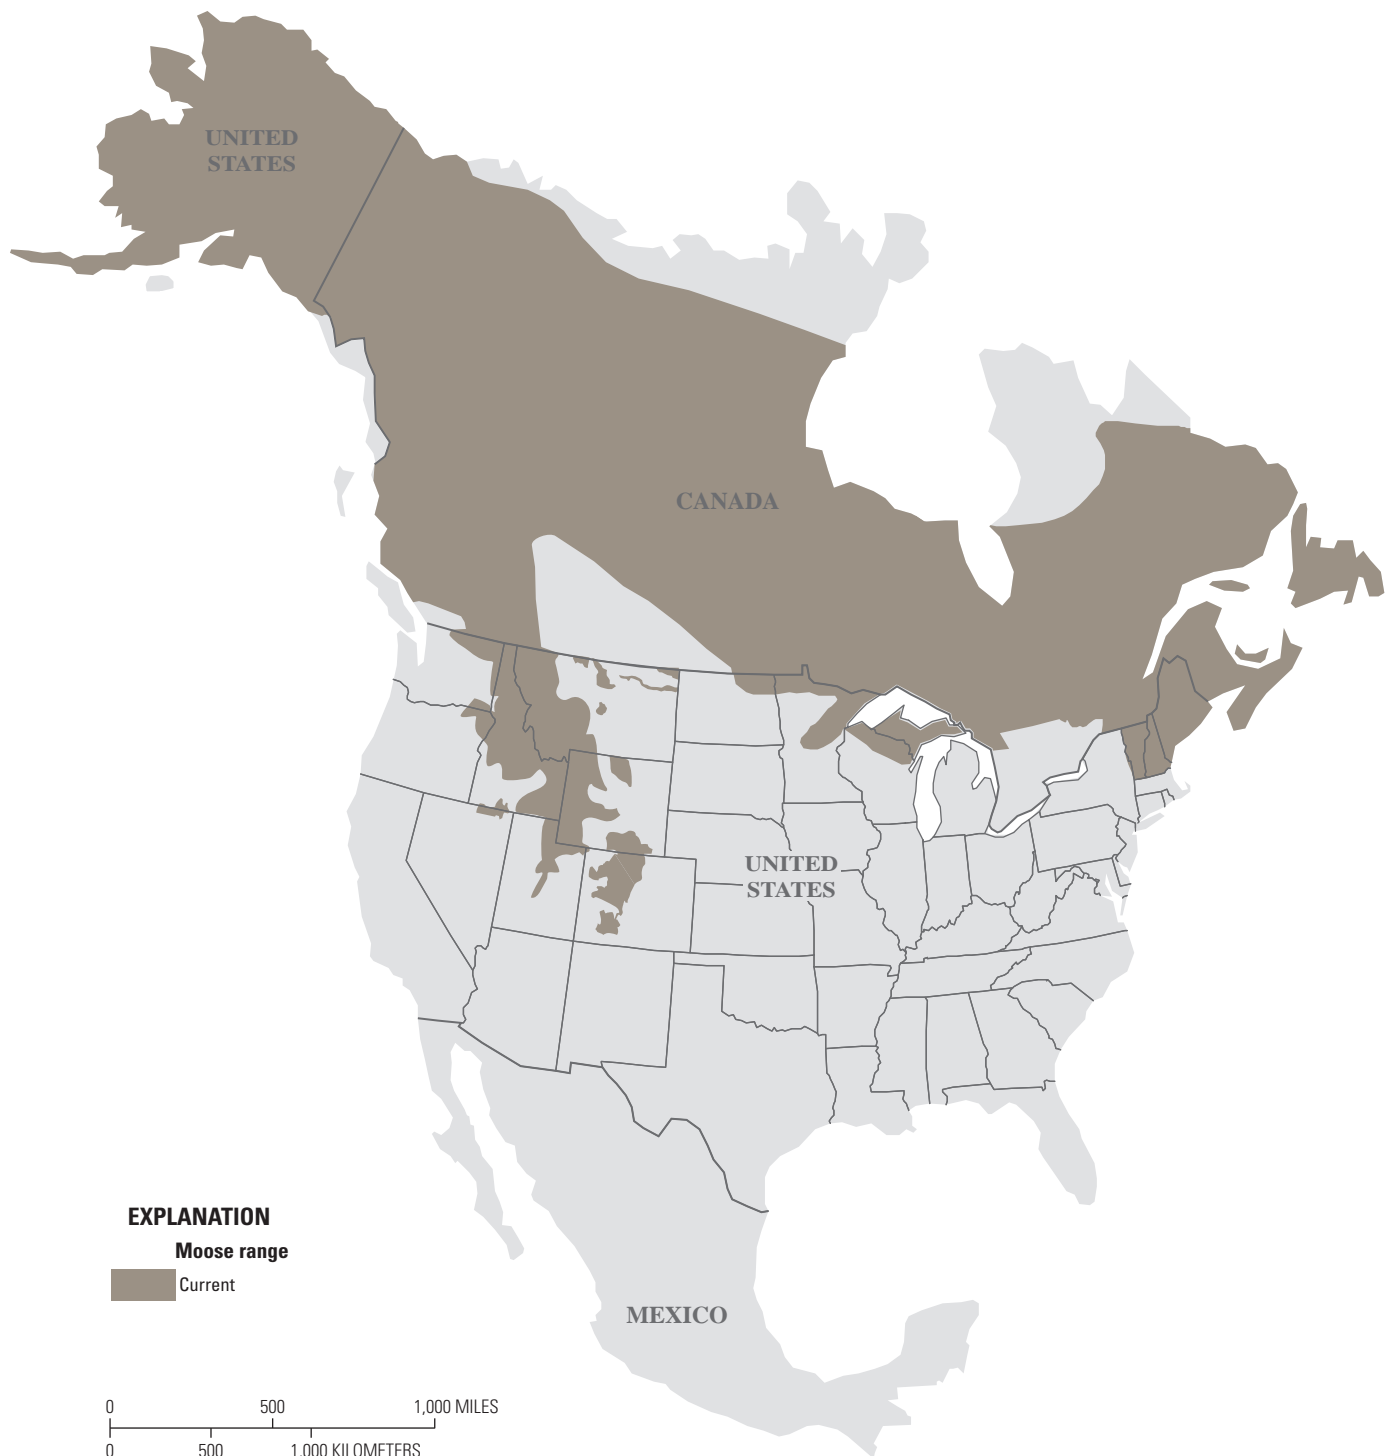 UNITED
STATES
CANADA
UNITED
STATES
EXPLANATION
Moose range
Current
MEXICO
0 500 1,000 MILES
0 500 1,000 KILOMETERS